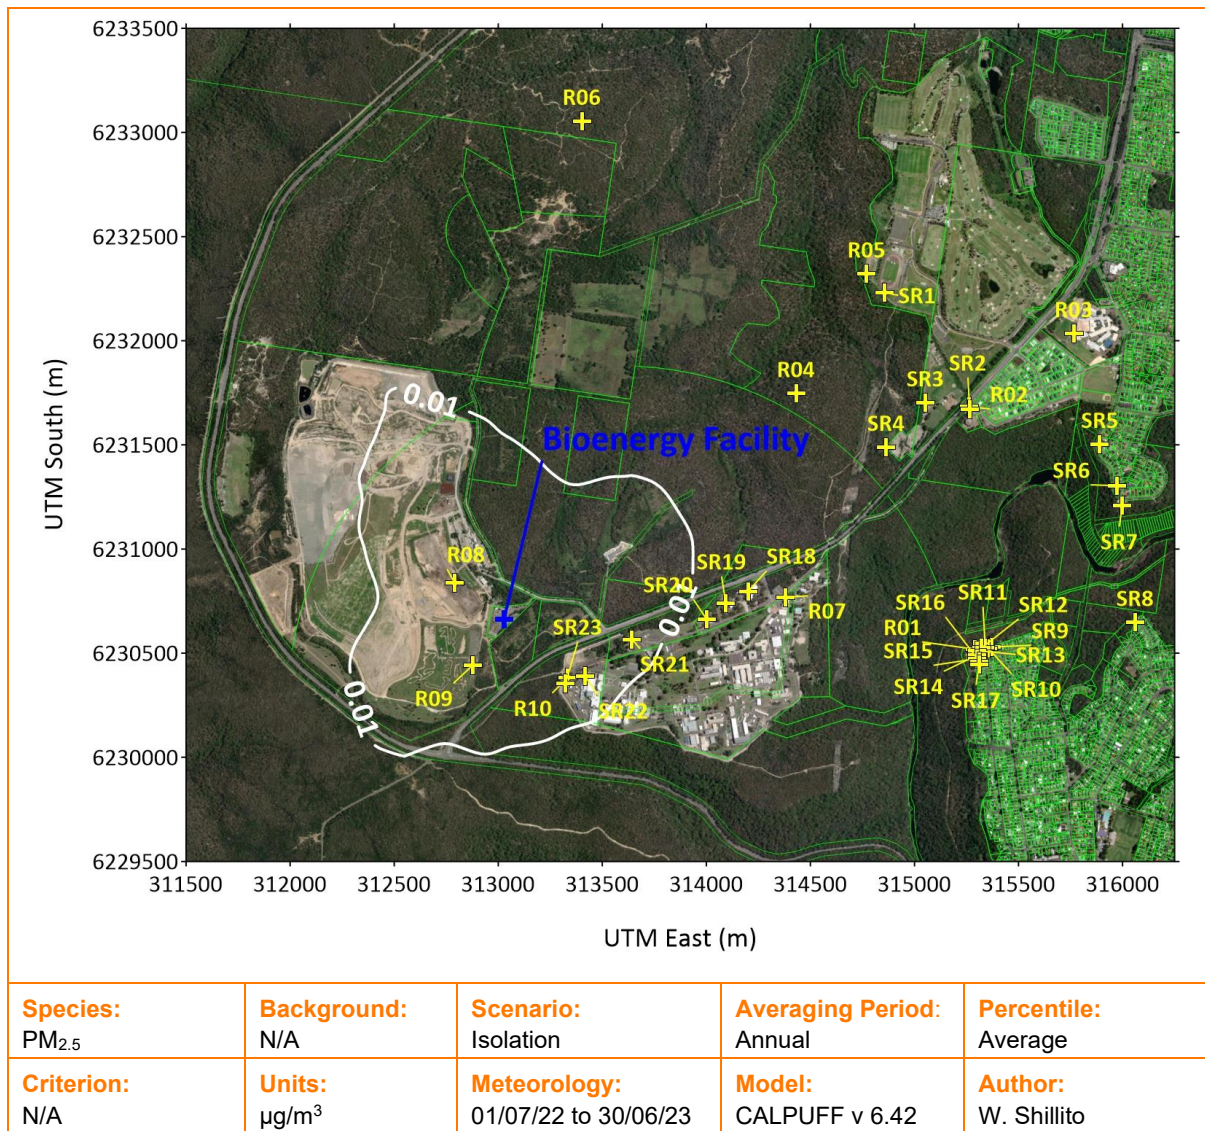 6233500
6233000
6232500
6232000
6231500
6231000
6230500
6230000
6229500
UTM South (m)
R06
R05
SR1
R03
R04
SR2
SR3
R02
SR4
SR5
0.01
Bioenergy Facility
SR6
SR7
R08
SR19
SR18
SR20
0.01
R07
SR16
SR11
SR12
SR8
R01
SR9
SR15
SR13
SR23
SR21
R09
SR14
SR10
SR17
R10
SR22
0.01
311500 312000 312500 313000 313500 314000 314500 315000 315500 316000
UTM East (m)
Species: Background: Scenario: Averaging Period: Percentile:
PM2.5 N/A Isolation Annual Average
Criterion: Units: Meteorology: Model: Author:
N/A µg/m³ 01/07/22 to 30/06/23 CALPUFF v 6.42 W. Shillito